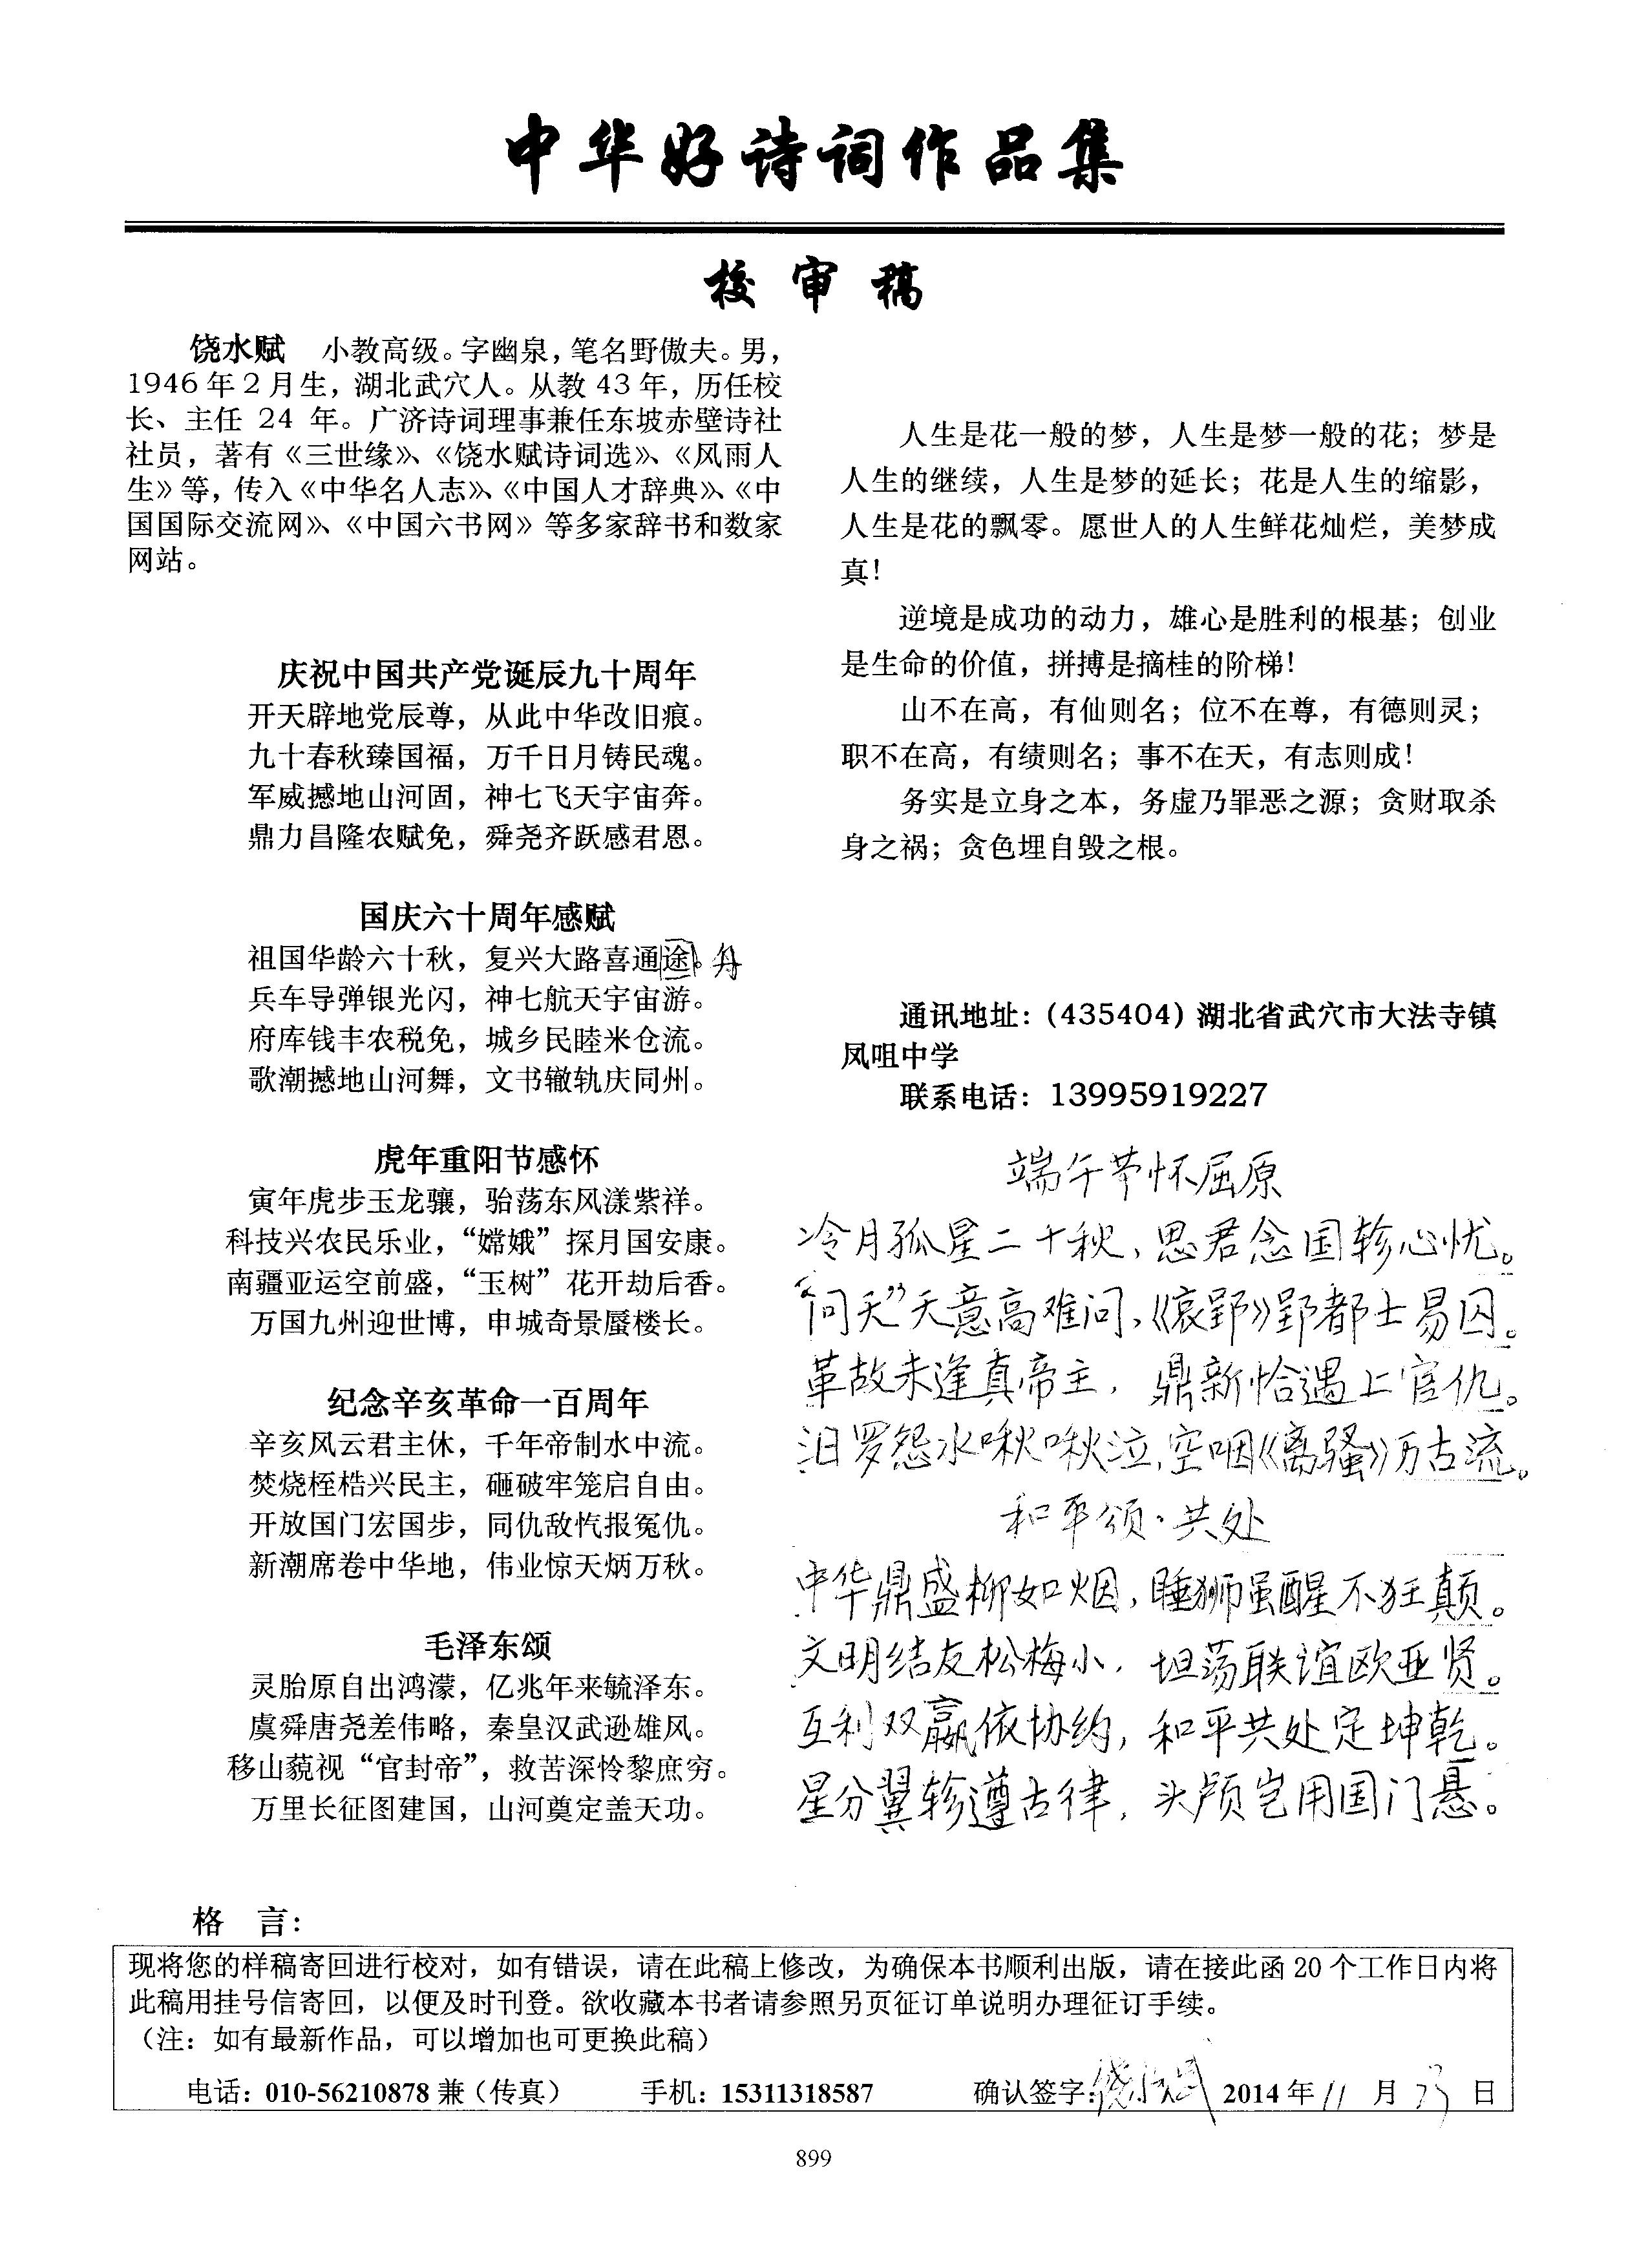 中华好诗词作品集
校审稿
饶水赋 小教高级。字幽泉，笔名野傲夫。男，
1946年2月生，湖北武穴人。从教43年，历任校
长、主任 24 年。广济诗词理事兼任东坡赤壁诗社
社员，著有《三世缘》、《饶水赋诗词选》、《风雨人
生》等，传入《中华名人志》、《中国人才辞典》、《中
国国际交流网》、《中国六书网》等多家辞书和数家
网站。
庆祝中国共产党诞辰九十周年
开天辟地党辰尊，从此中华改旧痕。
九十春秋臻国福，万千日月铸民魂。
军威撼地山河固，神七飞天宇宙奔。
鼎力昌隆农赋免，舜尧齐跃感君恩。
国庆六十周年感赋
祖国华龄六十秋，复兴大路喜通途。舟
兵车导弹银光闪，神七航天宇宙游。
府库钱丰农税免，城乡民睦米仓流。
歌潮撼地山河舞，文书辙轨庆同州。
虎年重阳节感怀
寅年虎步玉龙骧，骀荡东风漾紫祥。
科技兴农民乐业，“嫦娥”探月国安康。
南疆亚运空前盛，“玉树”花开劫后香。
万国九州迎世博，申城奇景蜃楼长。
纪念辛亥革命一百周年
辛亥风云君主休，千年帝制水中流。
焚烧桎梏兴民主，砸破牢笼启自由。
开放国门宏国步，同仇敌忾报冤仇。
新潮席卷中华地，伟业惊天炳万秋。
毛泽东颂
灵胎原自出鸿濛，亿兆年来毓泽东。
虞舜唐尧差伟略，秦皇汉武逊雄风。
移山藐视“官封帝”，救苦深怜黎庶穷。
万里长征图建国，山河奠定盖天功。
格 言：
人生是花一般的梦，人生是梦一般的花；梦是
人生的继续，人生是梦的延长；花是人生的缩影，
人生是花的飘零。愿世人的人生鲜花灿烂，美梦成
真！
逆境是成功的动力，雄心是胜利的根基；创业
是生命的价值，拼搏是摘桂的阶梯！
山不在高，有仙则名；位不在尊，有德则灵；
职不在高，有绩则名；事不在天，有志则成！
务实是立身之本，务虚乃罪恶之源；贪财取杀
身之祸；贪色埋自毁之根。
通讯地址：（435404）湖北省武穴市大法寺镇
凤咀中学
联系电话：13995919227
端午节怀屈原
冷月孤星二千秋，思君念国轸心忧。
“问天”天意高难问，《哀郢》郢都士易囚。
革故未逢真帝主，鼎新恰遇上官仇。
汨罗怨水啾啾泣，空咽《离骚》万古流。
和平颂·共处
中华鼎盛柳如烟，睡狮虽醒不狂颠。
文明结友松梅小，坦荡联谊欧亚贤。
互利双赢依协约，和平共处定坤乾。
星分翼轸遵古律，头颅岂用国门悬。
现将您的样稿寄回进行校对，如有错误，请在此稿上修改，为确保本书顺利出版，请在接此函20个工作日内将
此稿用挂号信寄回，以便及时刊登。欲收藏本书者请参照另页征订单说明办理征订手续。
（注：如有最新作品，可以增加也可更换此稿）
电话：010-56210878兼（传真） 手机：15311318587 确认签字：饶水赋 2014年11月23日
899